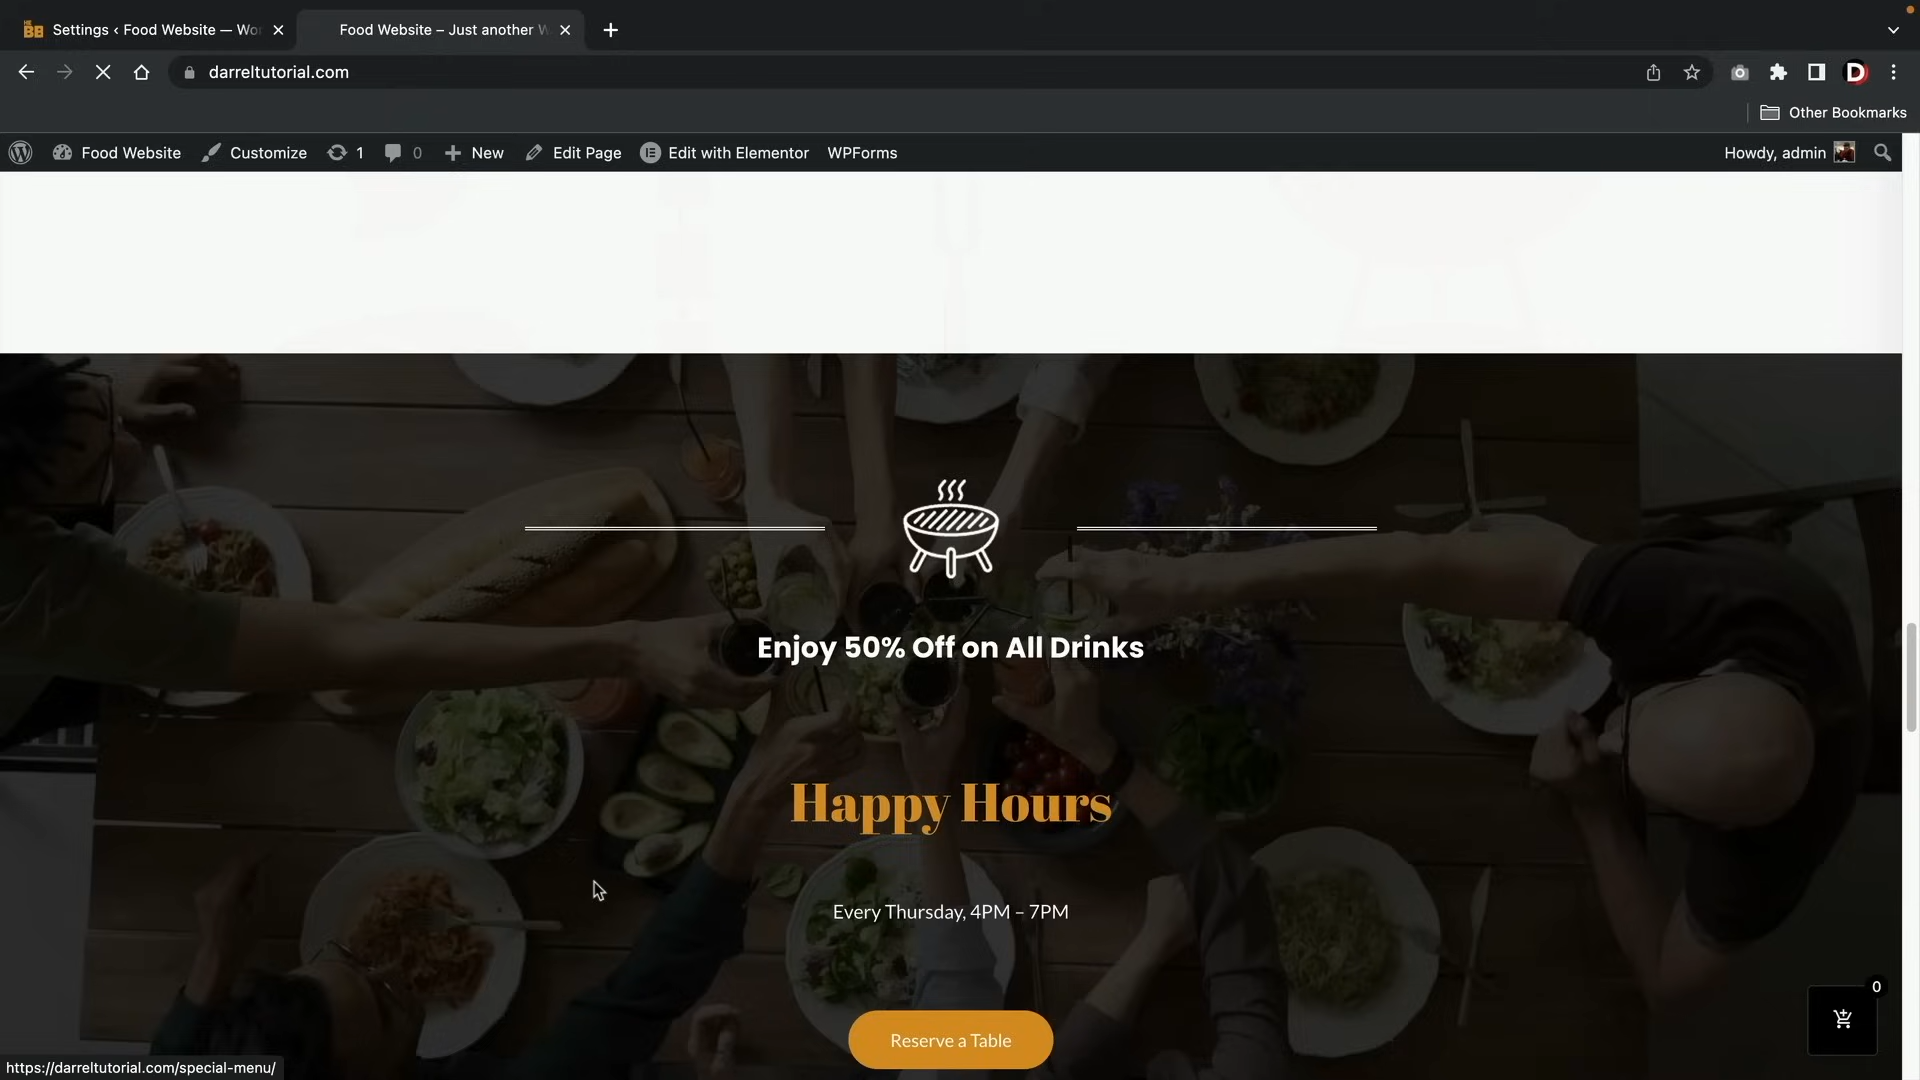 Settings ‹ Food Website — Wo
Food Website – Just another W
darreltutorial.com
Other Bookmarks
Food Website
Customize
1
0
New
Edit Page
Edit with Elementor
WPForms
Howdy, admin
Enjoy 50% Off on All Drinks
Happy Hours
Every Thursday, 4PM – 7PM
0
Reserve a Table
https://darreltutorial.com/special-menu/